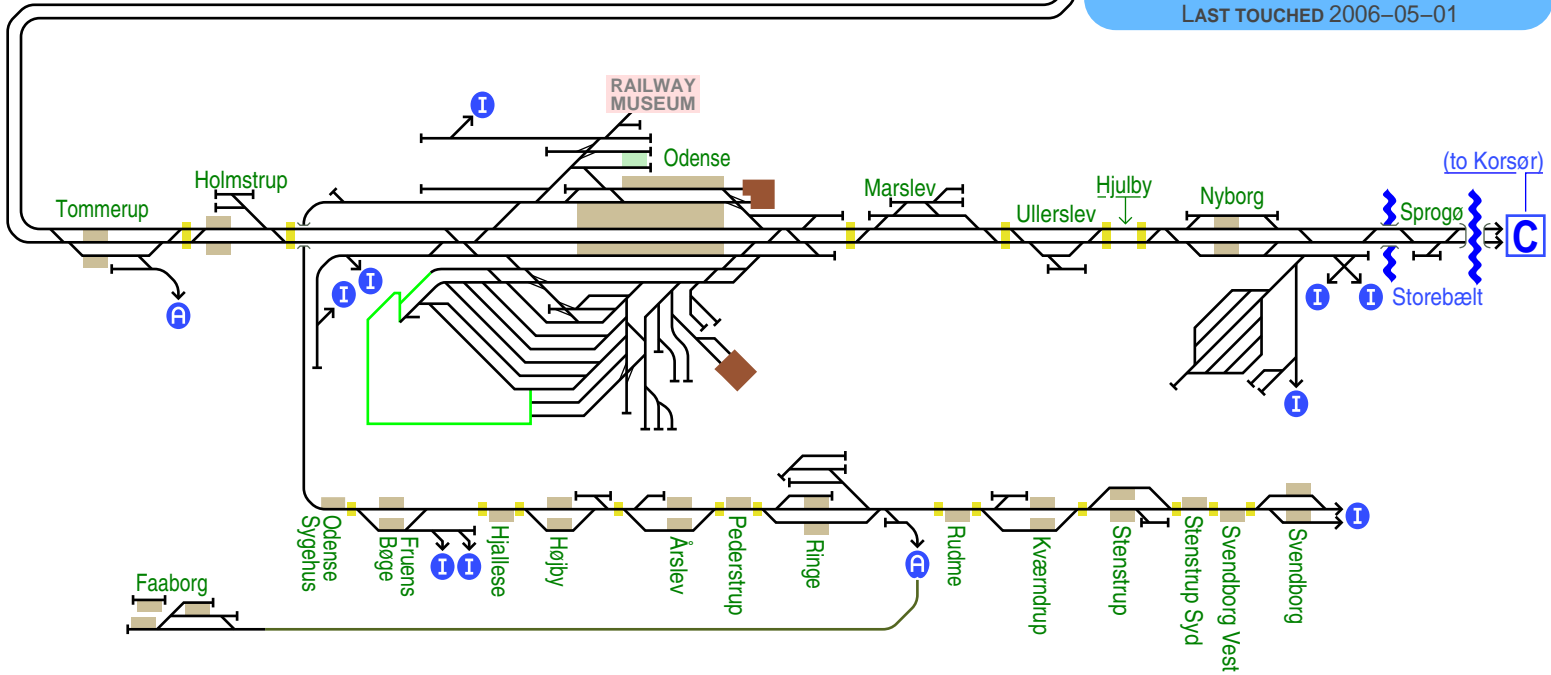 LAST TOUCHED 2006–05–01
RAILWAY
MUSEUM
I
Odense
(to Korsør)
Holmstrup
Marslev
Hjulby
Nyborg
Tommerup
Ullerslev
Sprogø
C
I
I
I
I
Storebælt
A
I
Odense
Sygehus
Fruens
Bøge
I
I
Hjallese
Højby
Årslev
Pederstrup
Ringe
A
Rudme
Kværndrup
Stenstrup
Stenstrup Syd
Svendborg Vest
Svendborg
I
Faaborg